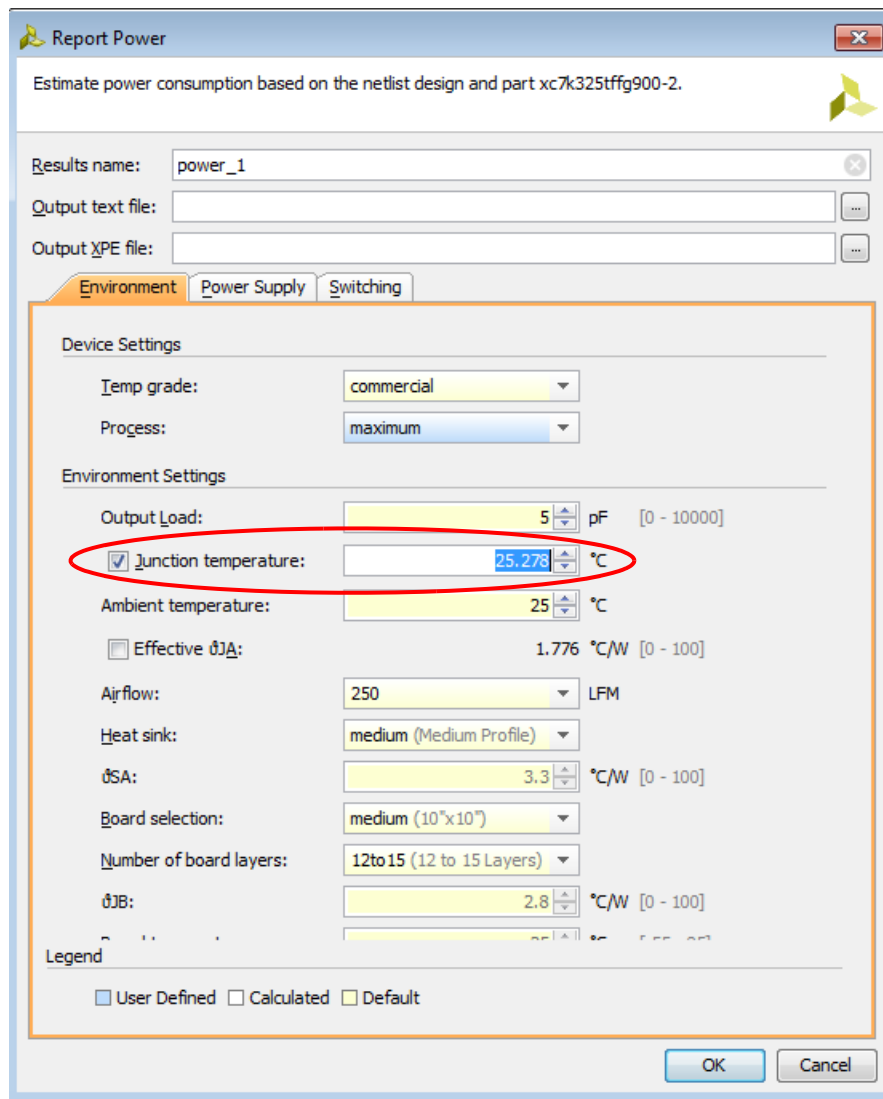 Report Power
Estimate power consumption based on the netlist design and part xc7k325tffg900-2.
Results name: power_1
Output text file: ...
Output XPE file: ...
Environment Power Supply Switching
Device Settings
Temp grade: commercial
Process: maximum
Environment Settings
Output Load: 5 pF [0 - 10000]
Junction temperature: 25.278 °C
Ambient temperature: 25 °C
Effective ϑJA: 1.776 °C/W [0 - 100]
Airflow: 250 LFM
Heat sink: medium (Medium Profile)
ϑSA: 3.3 °C/W [0 - 100]
Board selection: medium (10"x10")
Number of board layers: 12to15 (12 to 15 Layers)
ϑJB: 2.8 °C/W [0 - 100]
Legend
User Defined Calculated Default
OK Cancel